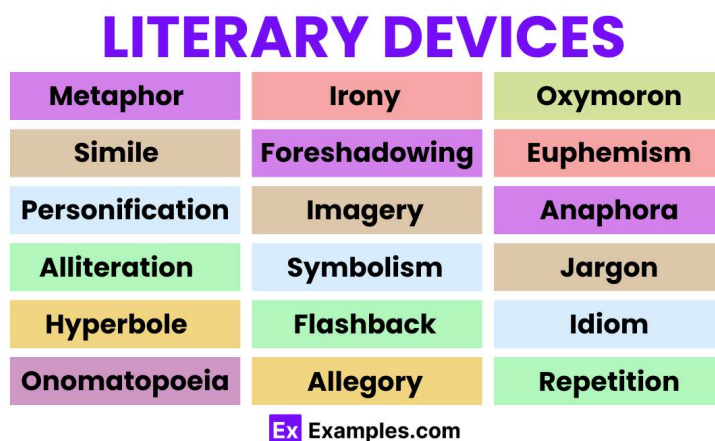 LITERARY DEVICES
Metaphor Irony Oxymoron
Simile Foreshadowing Euphemism
Personification Imagery Anaphora
Alliteration Symbolism Jargon
Hyperbole Flashback Idiom
Onomatopoeia Allegory Repetition
Ex Examples.com